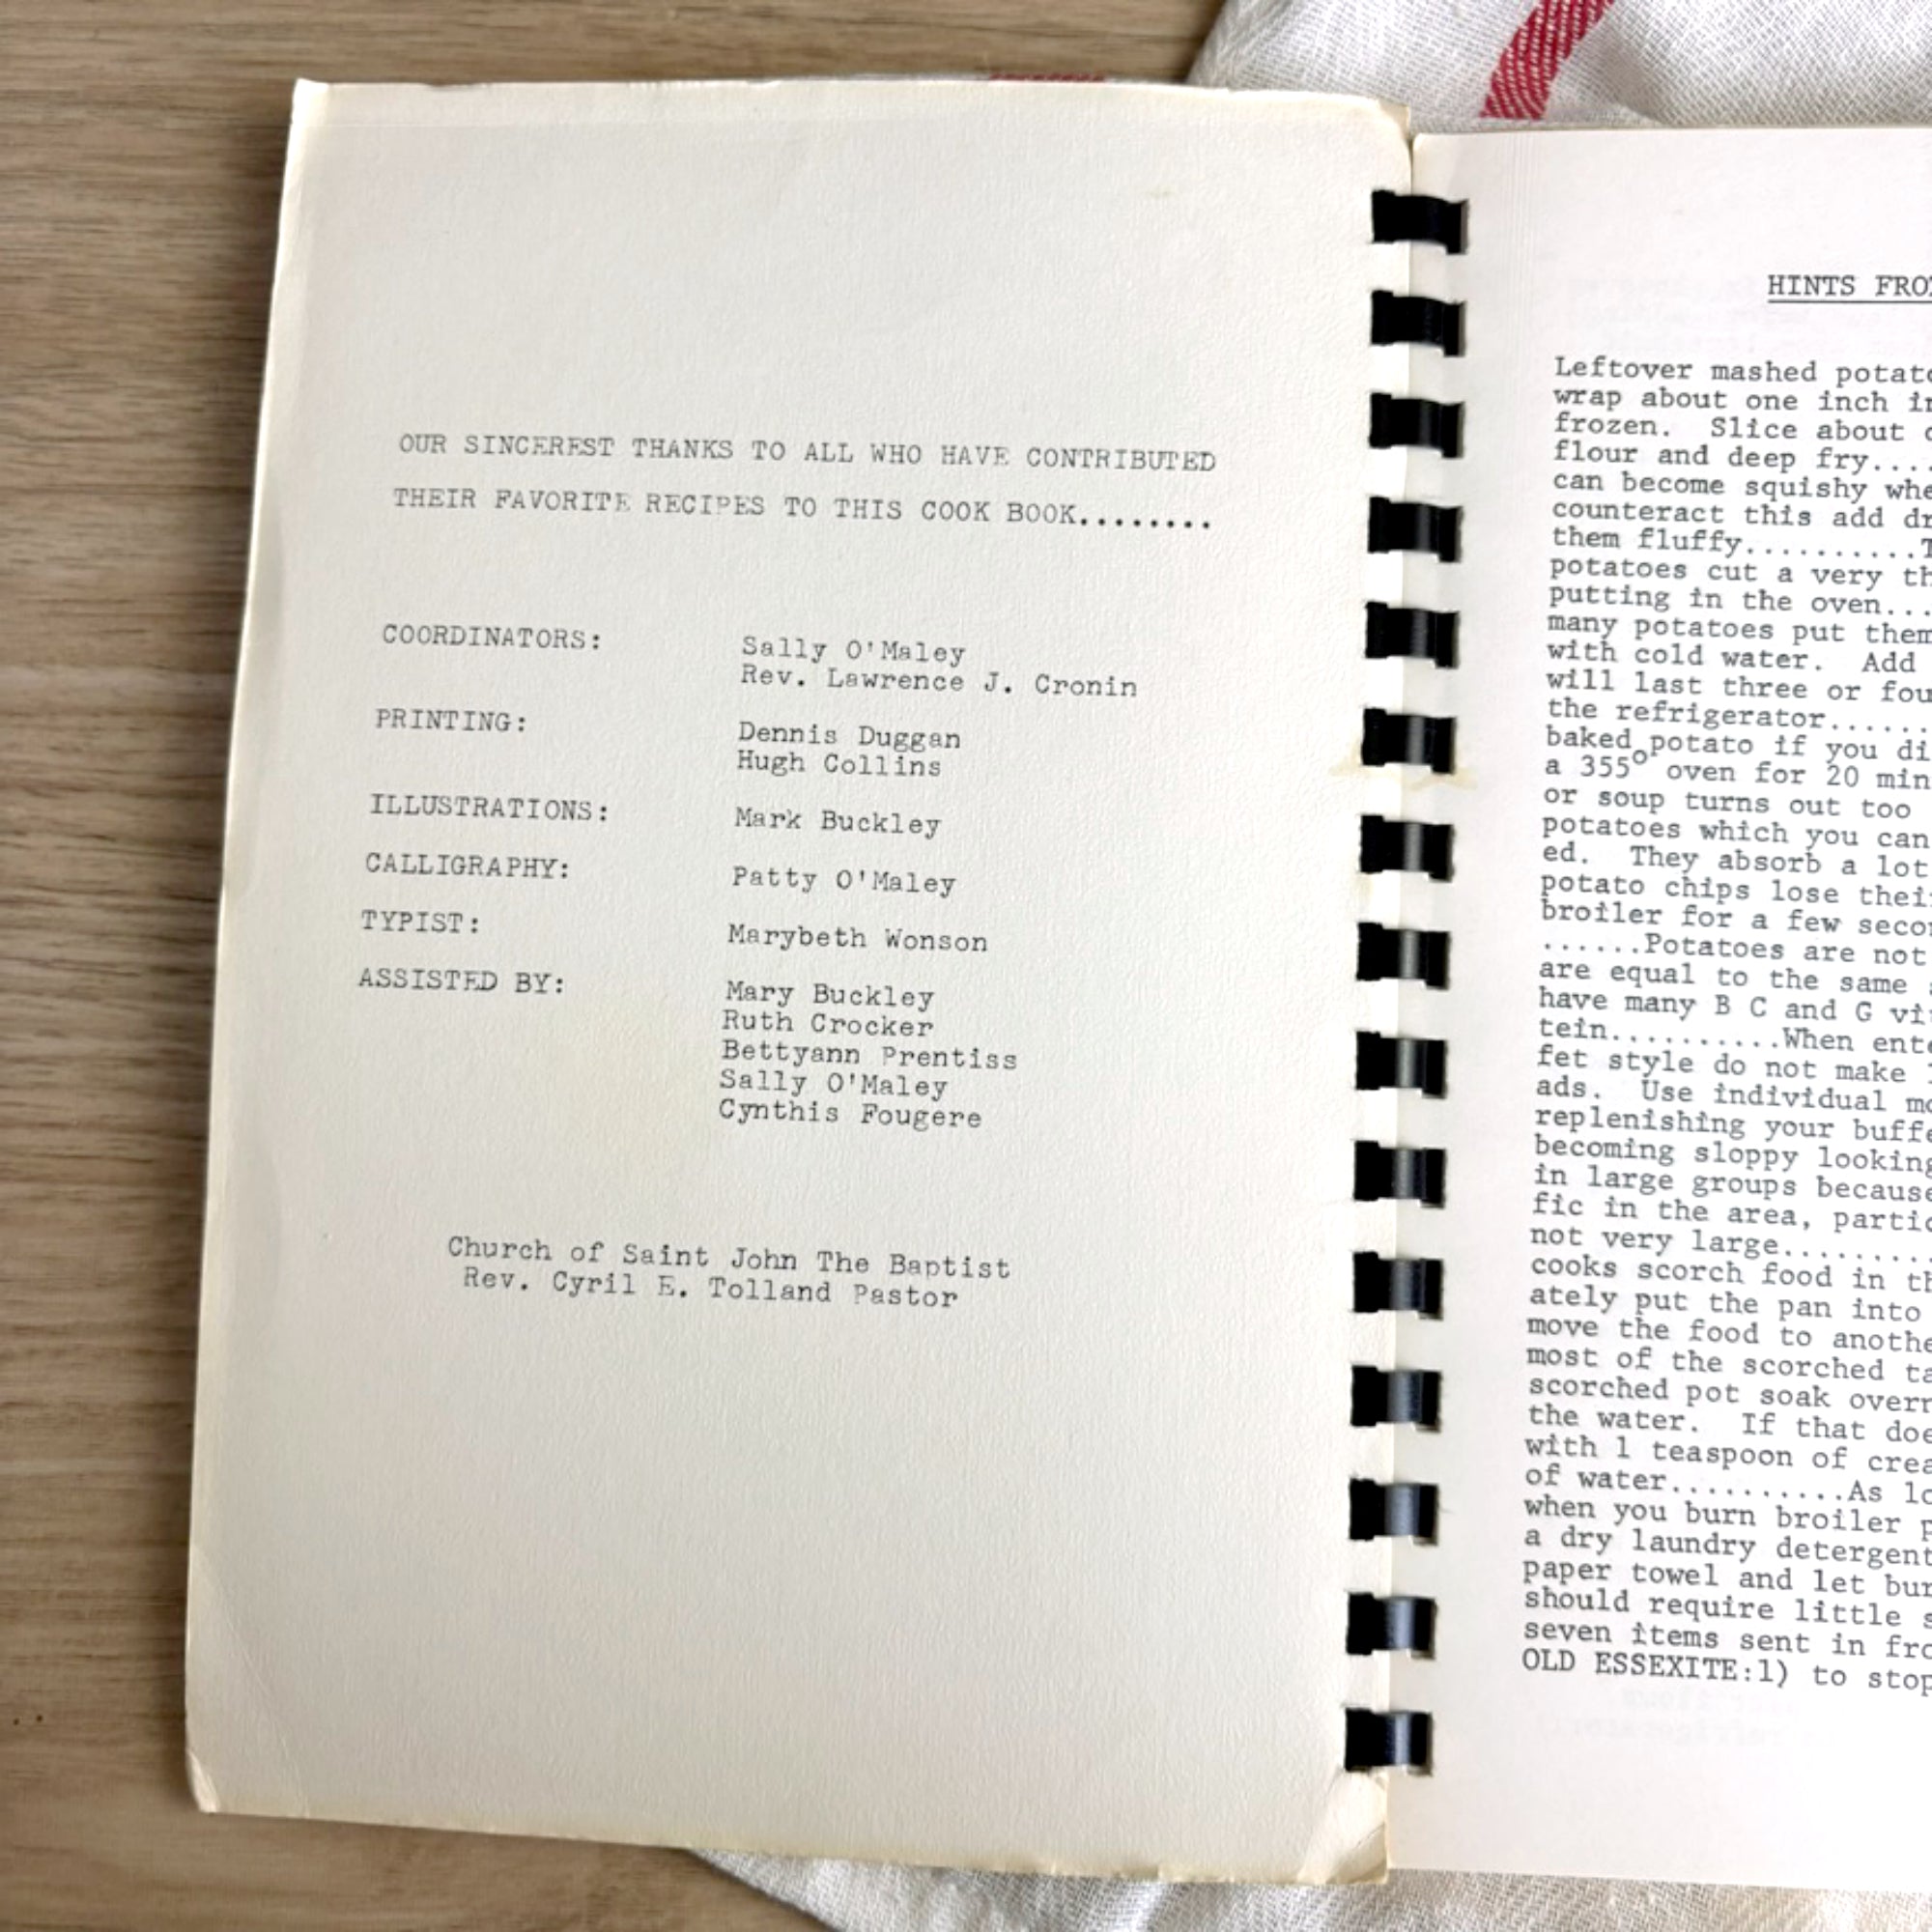 OUR SINCEREST THANKS TO ALL WHO HAVE CONTRIBUTED
THEIR FAVORITE RECIPES TO THIS COOK BOOK........
COORDINATORS: Sally O'Maley
Rev. Lawrence J. Cronin
PRINTING: Dennis Duggan
Hugh Collins
ILLUSTRATIONS: Mark Buckley
CALLIGRAPHY: Patty O'Maley
TYPIST: Marybeth Wonson
ASSISTED BY: Mary Buckley
Ruth Crocker
Bettyann Prentiss
Sally O'Maley
Cynthis Fougere
Church of Saint John The Baptist
Rev. Cyril E. Tolland Pastor
HINTS
Leftover mashed
wrap about one inch
frozen. Slice about
flour and deep fry....
can become squishy
counteract this add
them fluffy..........
potatoes cut a very
putting in the oven...
many potatoes put them
with cold water. Add
will last three or
the refrigerator......
baked potato if you
a 355° oven for 20
or soup turns out too
potatoes which you can
ed. They absorb a lot
potato chips lose
broiler for a few
......Potatoes are not
are equal to the same
have many B C and G
tein..........When
fet style do not make
ads. Use individual
replenishing your
becoming sloppy looking
in large groups because
fic in the area,
not very large.........
cooks scorch food in
ately put the pan into
move the food to
most of the scorched
scorched pot soak
the water. If that
with 1 teaspoon of
of water..........As
when you burn broiler
a dry laundry detergent
paper towel and let
should require little
seven items sent in
OLD ESSEXITE:1) to